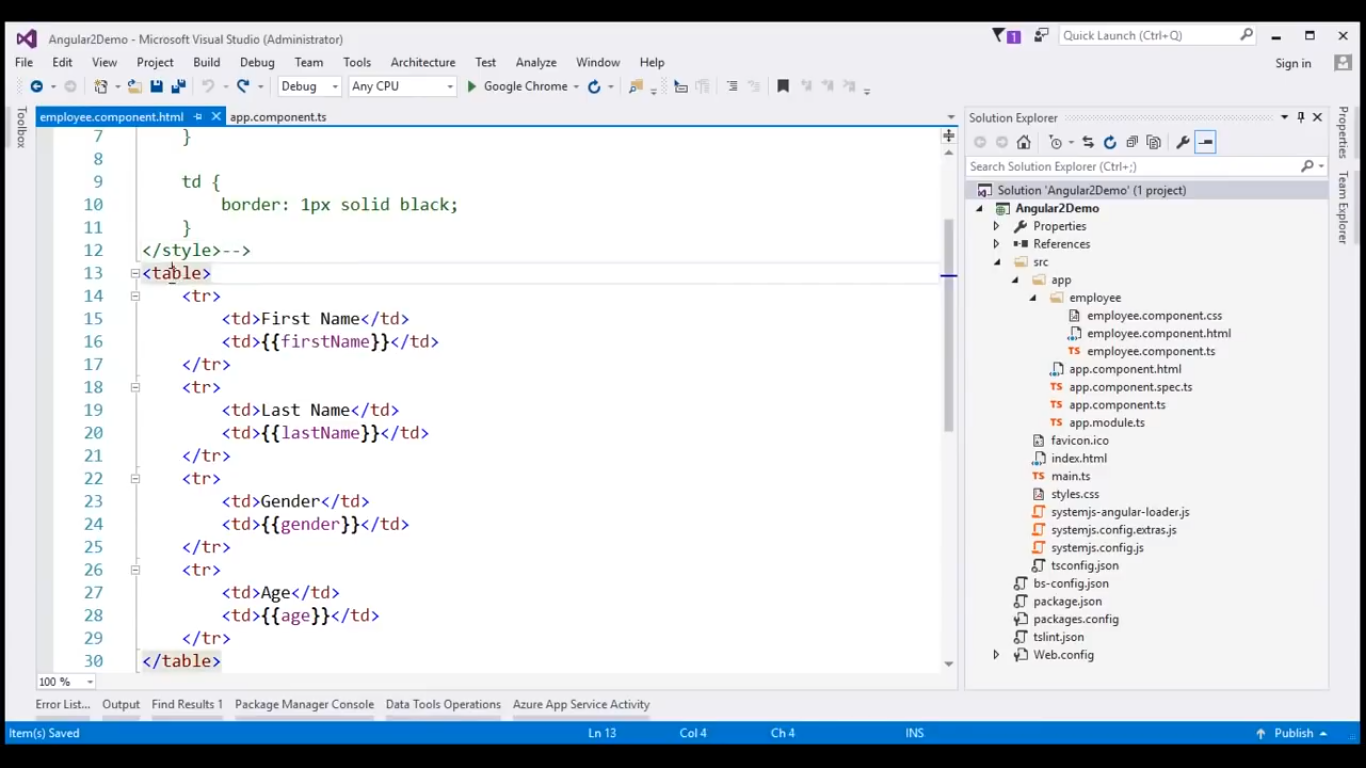 Angular2Demo - Microsoft Visual Studio (Administrator)
1
Quick Launch (Ctrl+Q)
File Edit View Project Build Debug Team Tools Architecture Test Analyze Window Help
Sign in
Debug Any CPU Google Chrome
Toolbox
employee.component.html app.component.ts
7 }
8
9 td {
10 border: 1px solid black;
11 }
12 </style>-->
13 <table>
14 <tr>
15 <td>First Name</td>
16 <td>{{firstName}}</td>
17 </tr>
18 <tr>
19 <td>Last Name</td>
20 <td>{{lastName}}</td>
21 </tr>
22 <tr>
23 <td>Gender</td>
24 <td>{{gender}}</td>
25 </tr>
26 <tr>
27 <td>Age</td>
28 <td>{{age}}</td>
29 </tr>
30 </table>
100 %
Solution Explorer
Search Solution Explorer (Ctrl+;)
Solution 'Angular2Demo' (1 project)
Angular2Demo
Properties
References
src
app
employee
employee.component.css
employee.component.html
TS employee.component.ts
app.component.html
TS app.component.spec.ts
TS app.component.ts
TS app.module.ts
favicon.ico
index.html
TS main.ts
styles.css
systemjs-angular-loader.js
systemjs.config.extras.js
systemjs.config.js
tsconfig.json
bs-config.json
package.json
packages.config
tslint.json
Web.config
Properties
Team Explorer
Error List... Output Find Results 1 Package Manager Console Data Tools Operations Azure App Service Activity
Item(s) Saved Ln 13 Col 4 Ch 4 INS Publish